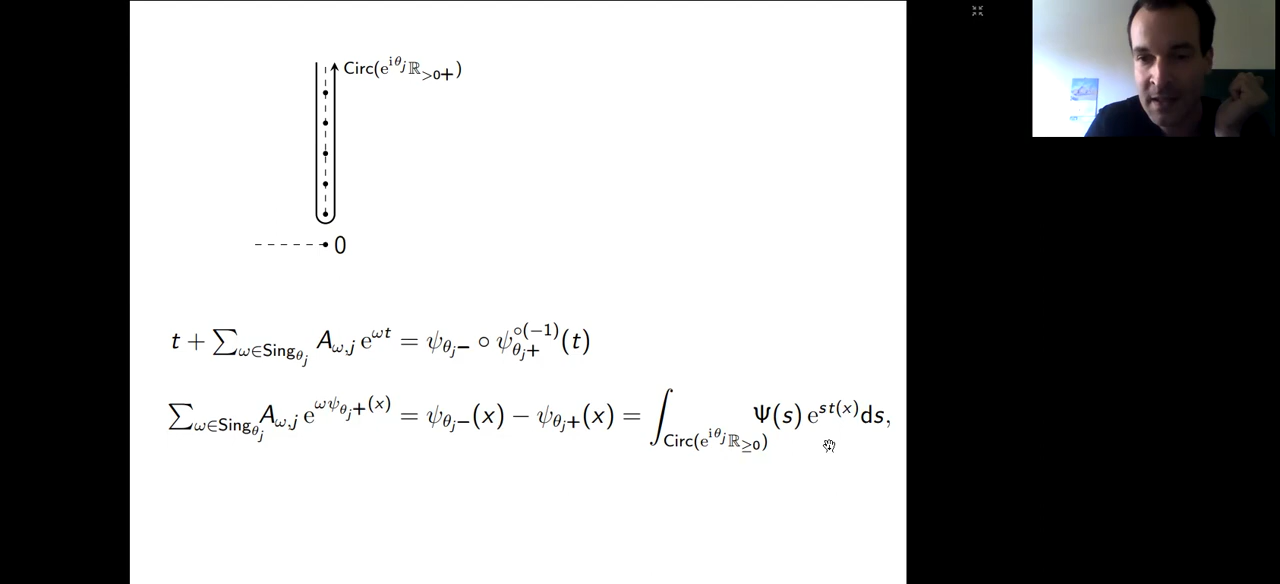 Circ(e^{iθ_j}ℝ_{>0}+)
0
t + ∑_{ω∈Sing_{θ_j}} A_{ω,j} e^{ωt} = ψ_{θ_j−} ∘ ψ_{θ_j+}^{∘(−1)}(t)
∑_{ω∈Sing_{θ_j}} A_{ω,j} e^{ωψ_{θ_j+}(x)} = ψ_{θ_j−}(x) − ψ_{θ_j+}(x) = ∫_{Circ(e^{iθ_j}ℝ_{≥0})} Ψ(s) e^{st(x)}ds,